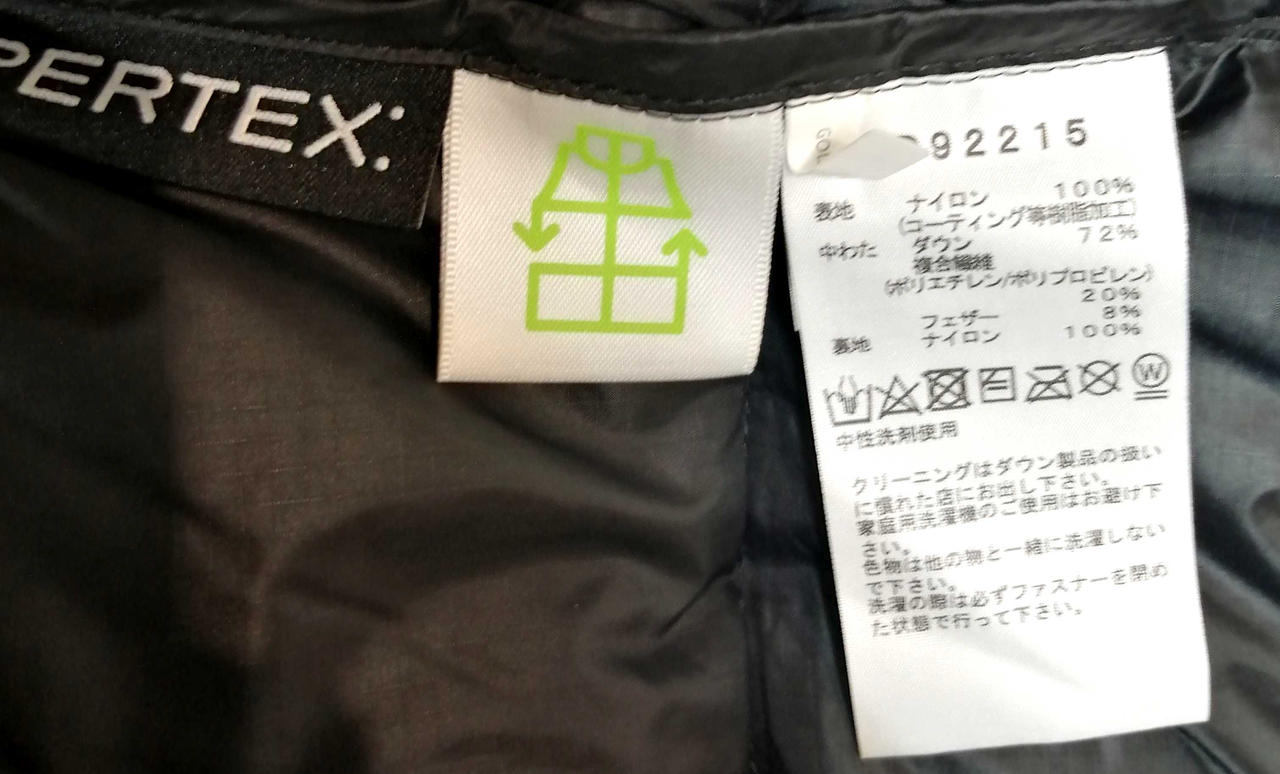 PERTEX:
GOL
92215
表地 ナイロン 100%
(コーティング等樹脂加工)
中わた ダウン 72%
複合繊維
(ポリエチレン/ポリプロピレン)
20%
フェザー 8%
裏地 ナイロン 100%
W
中性洗剤使用
クリーニングはダウン製品の扱い
に慣れた店にお出し下さい。
家庭用洗濯機のご使用はお避け下
さい。
色物は他の物と一緒に洗濯しない
で下さい。
洗濯の際は必ずファスナーを閉め
た状態で行って下さい。